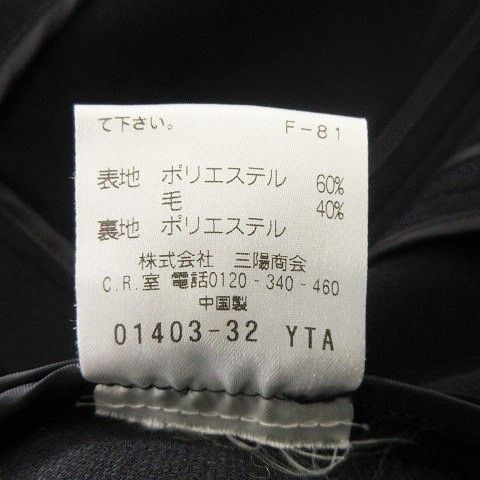 て下さい。 F-81
表地 ポリエステル 60%
毛 40%
裏地 ポリエステル
株式会社 三陽商会
C.R.室 電話0120-340-460
中国製
01403-32 YTA